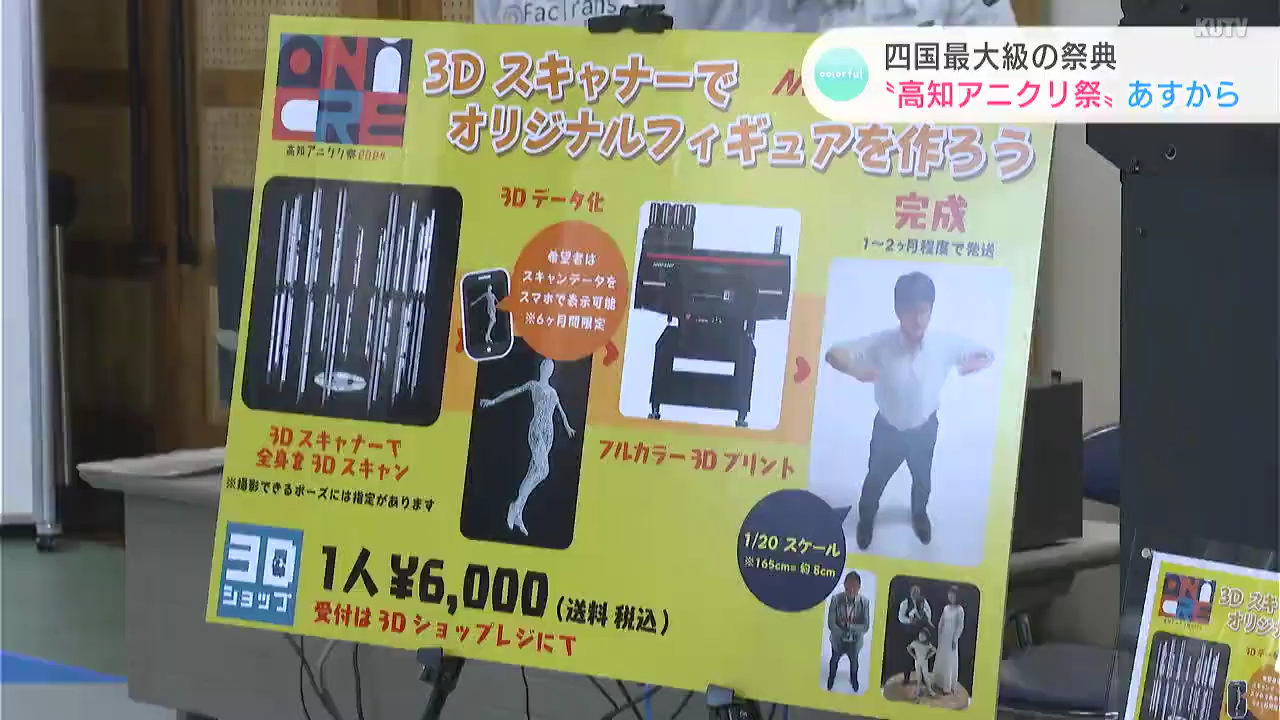 @FacTrans
KUTV
colorful
四国最大級の祭典
〝高知アニクリ祭〟あすから
ANI
CRE
高知アニクリ祭2024
3D スキャナーで
オリジナルフィギュアを作ろう
3D データ化
希望者は
スキャンデータを
スマホで表示可能
※6ヶ月間限定
完成
1〜2ヶ月程度で発送
3D スキャナーで
全身を 3D スキャン
※撮影できるポーズには指定があります
フルカラー 3D プリント
1/20 スケール
※165cm= 約 8cm
3D
ショップ
1人 ¥6,000 (送料 税込)
受付は 3D ショップレジにて
ANI
CRE
3D スキ
オリジナ
3D データ